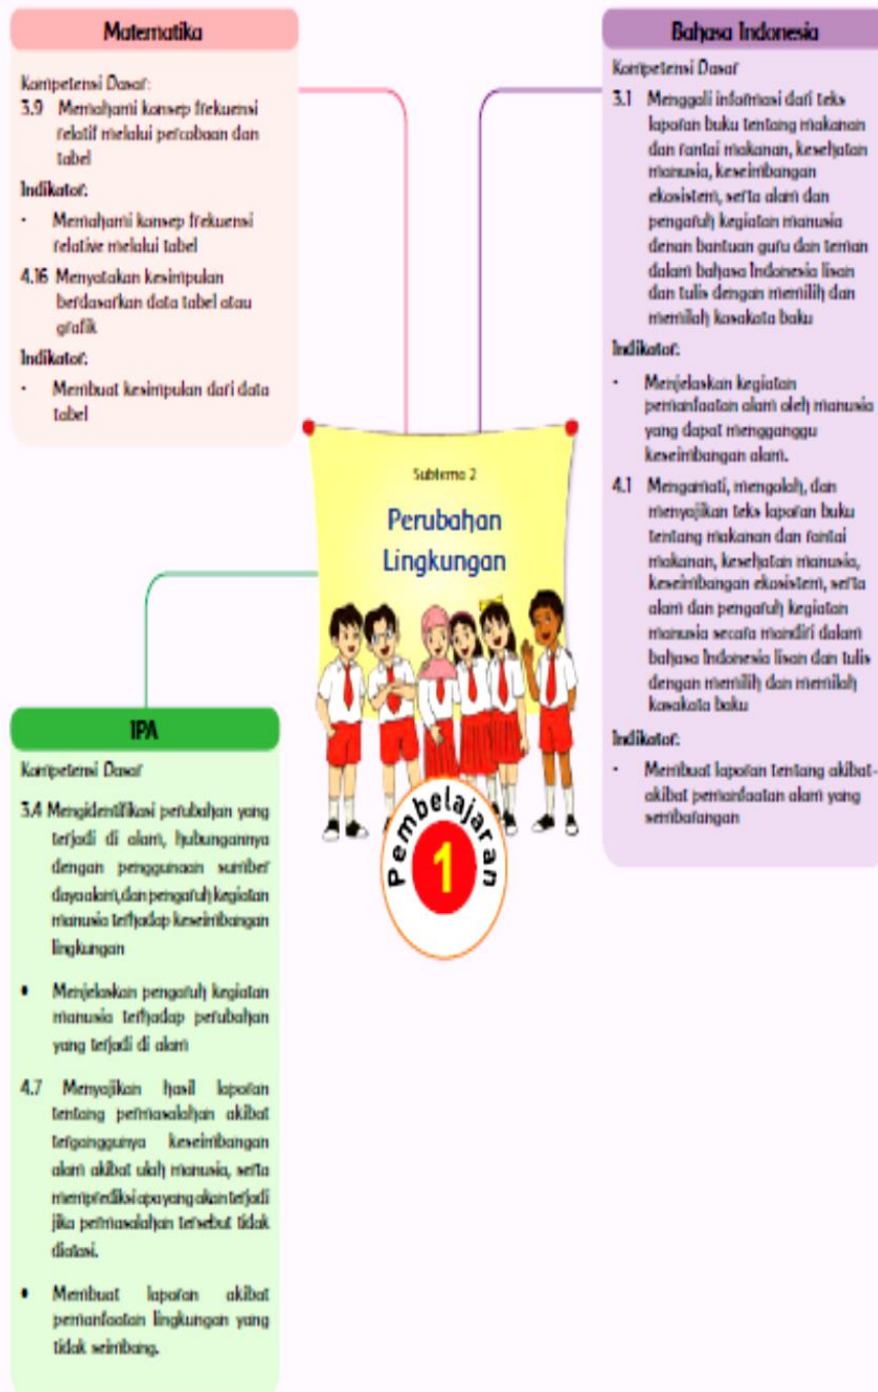 Matematika
Kompetensi Dasar:
3.9 Memahami konsep frekuensi
relatif melalui percobaan dan
tabel
Indikator:
• Memahami konsep frekuensi
relative melalui tabel
4.16 Menyatakan kesimpulan
berdasarkan data tabel atau
grafik
Indikator:
• Membuat kesimpulan dari data
tabel
Bahasa Indonesia
Kompetensi Dasar
3.1 Menggali informasi dari teks
laporan buku tentang makanan
dan rantai makanan, kesehatan
manusia, keseimbangan
ekosistem, serta alam dan
pengaruh kegiatan manusia
denan bantuan guru dan teman
dalam bahasa Indonesia lisan
dan tulis dengan memilih dan
memilah kosakata baku
Indikator:
• Menjelaskan kegiatan
pemanfaatan alam oleh manusia
yang dapat mengganggu
keseimbangan alam.
4.1 Mengamati, mengolah, dan
menyajikan teks laporan buku
tentang makanan dan rantai
makanan, kesehatan manusia,
keseimbangan ekosistem, serta
alam dan pengaruh kegiatan
manusia secara mandiri dalam
bahasa Indonesia lisan dan tulis
dengan memilih dan memilah
kosakata baku
Indikator:
• Membuat laporan tentang akibat-
akibat pemanfaatan alam yang
sembarangan
Subtema 2
Perubahan
Lingkungan
Pembelajaran
1
IPA
Kompetensi Dasar
3.4 Mengidentifikasi perubahan yang
terjadi di alam, hubungannya
dengan penggunaan sumber
daya alam, dan pengaruh kegiatan
manusia terhadap keseimbangan
lingkungan
• Menjelaskan pengaruh kegiatan
manusia terhadap perubahan
yang terjadi di alam
4.7 Menyajikan hasil laporan
tentang permasalahan akibat
terganggunya keseimbangan
alam akibat ulah manusia, serta
memprediksi apa yang akan terjadi
jika permasalahan tersebut tidak
diatasi.
• Membuat laporan akibat
pemanfaatan lingkungan yang
tidak seimbang.